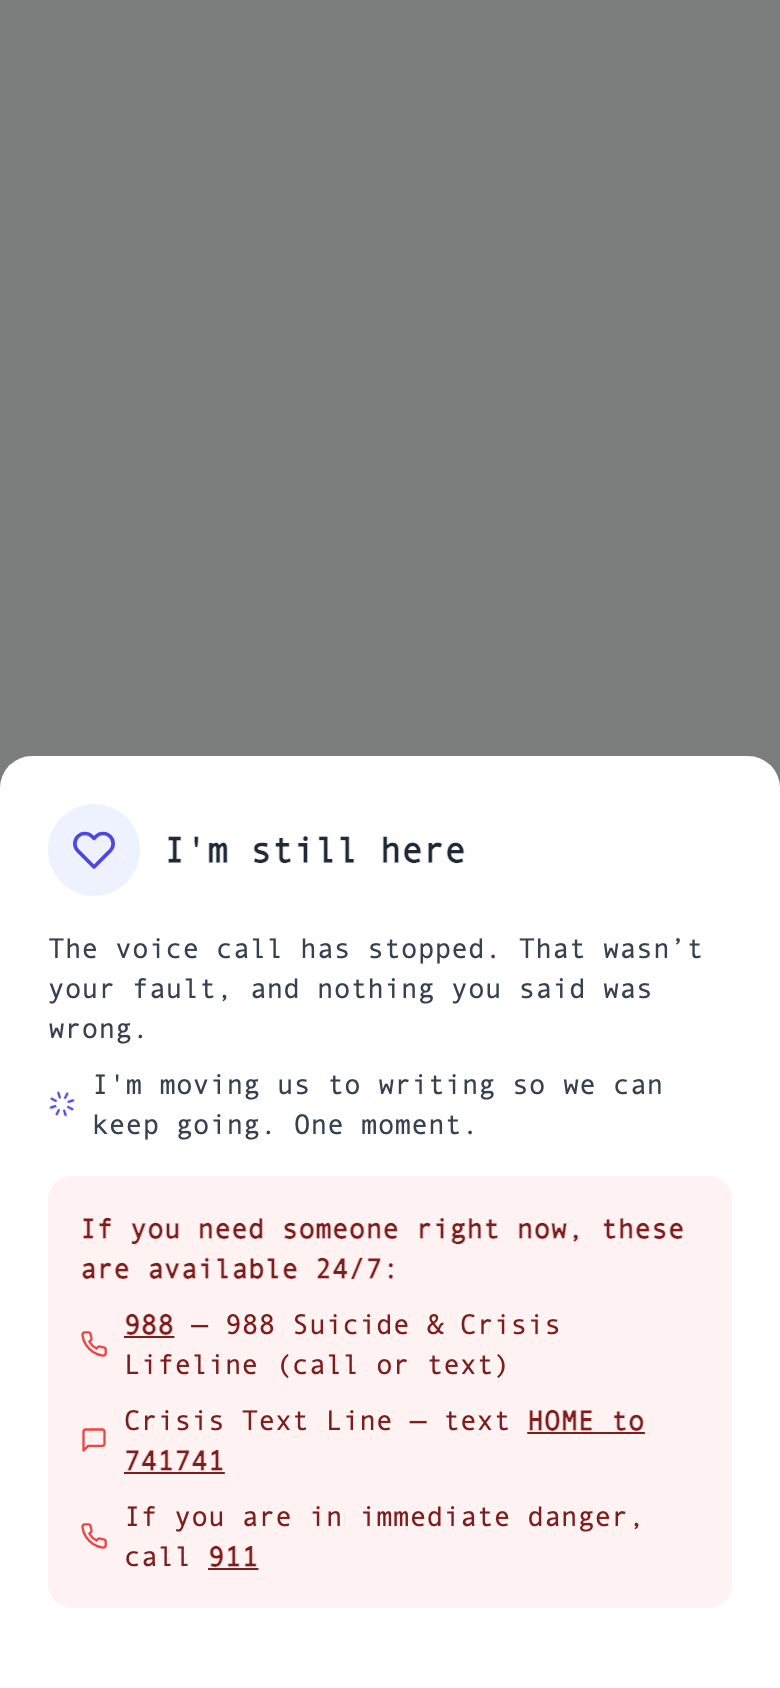 I'm still here
The voice call has stopped. That wasn’t
your fault, and nothing you said was
wrong.
I'm moving us to writing so we can
keep going. One moment.
If you need someone right now, these
are available 24/7:
988 — 988 Suicide & Crisis
Lifeline (call or text)
Crisis Text Line — text HOME to
741741
If you are in immediate danger,
call 911